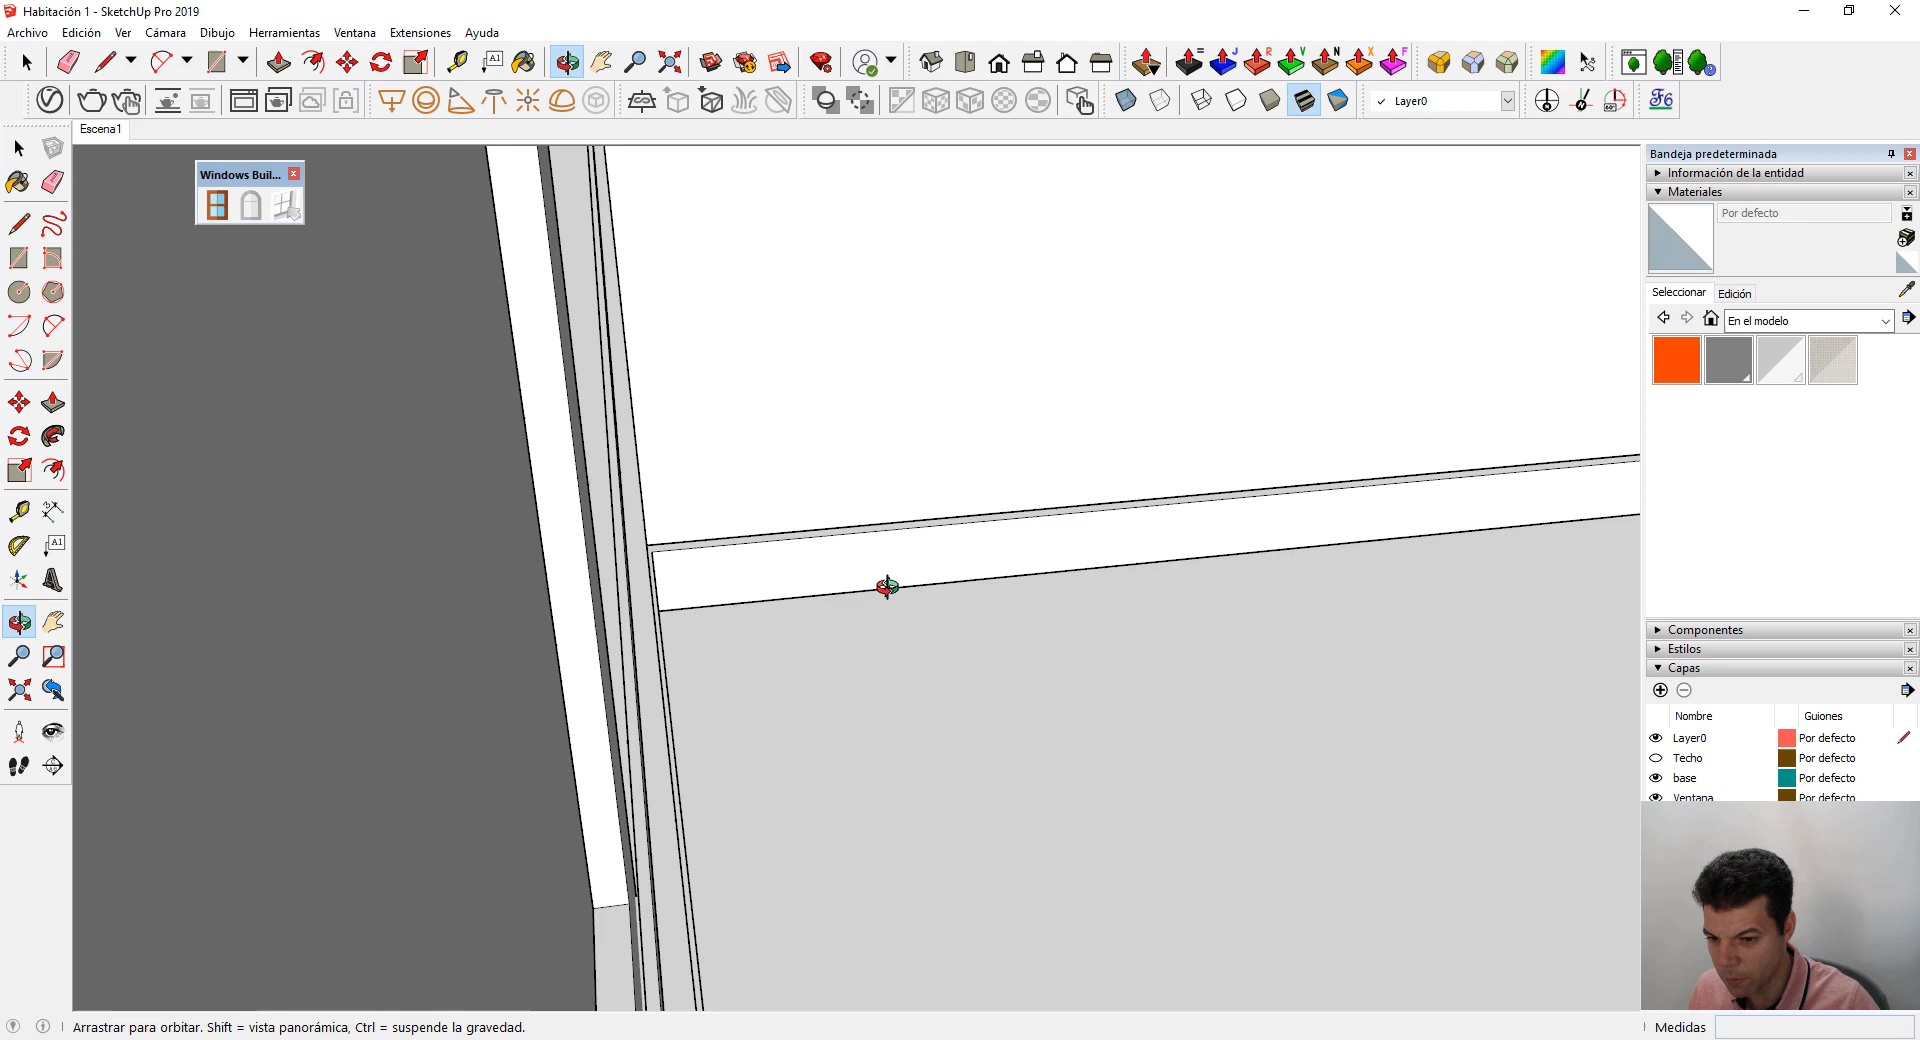 Habitación 1 - SketchUp Pro 2019
Archivo Edición Ver Cámara Dibujo Herramientas Ventana Extensiones Ayuda
A1
= J R V N X F
Layer0
F6
Escena1
Windows Buil...
A1
Bandeja predeterminada
Información de la entidad
Materiales
Por defecto
Seleccionar Edición
En el modelo
Componentes
Estilos
Capas
Nombre Guiones
Layer0 Por defecto
Techo Por defecto
base Por defecto
Ventana Por defecto
Arrastrar para orbitar. Shift = vista panorámica, Ctrl = suspende la gravedad.
Medidas